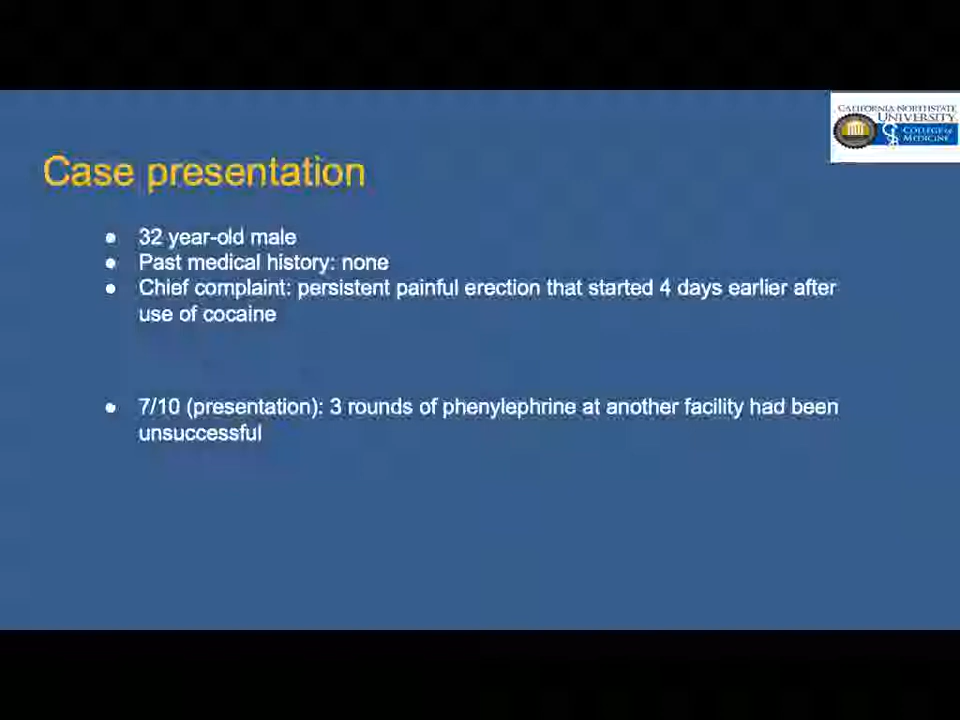 CALIFORNIA NORTHSTATE
UNIVERSITY
COLLEGE of
MEDICINE
Case presentation
● 32 year-old male
● Past medical history: none
● Chief complaint: persistent painful erection that started 4 days earlier after
use of cocaine
● 7/10 (presentation): 3 rounds of phenylephrine at another facility had been
unsuccessful